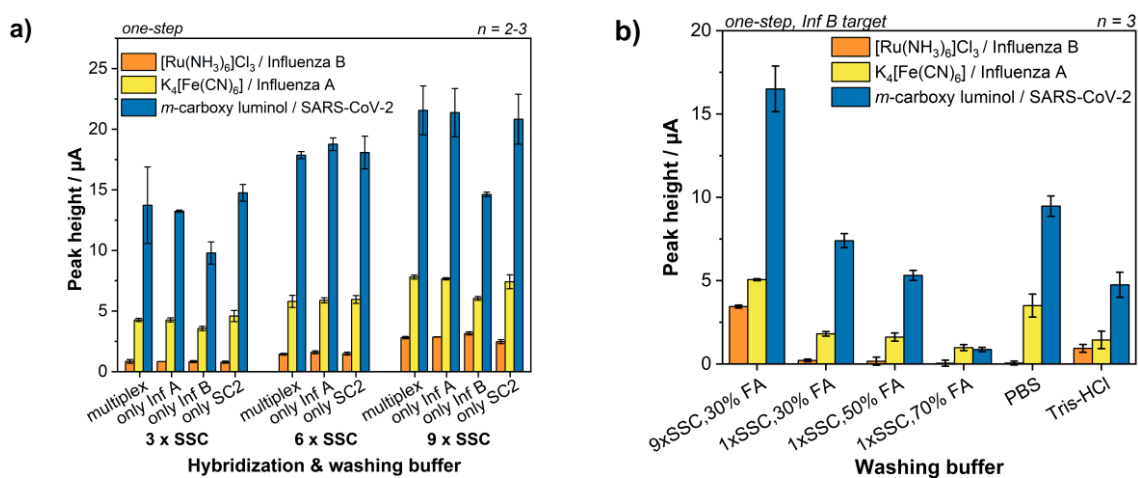 a)
one-step
n = 2-3
[Ru(NH₃)₆]Cl₃ / Influenza B
K₄[Fe(CN)₆] / Influenza A
m-carboxy luminol / SARS-CoV-2
Peak height / µA
25
20
15
10
5
0
multiplex
only Inf A
only Inf B
only SC2
multiplex
only Inf A
only SC2
multiplex
only Inf A
only Inf B
only SC2
3 x SSC
6 x SSC
9 x SSC
Hybridization & washing buffer
b)
one-step, Inf B target
n = 3
[Ru(NH₃)₆]Cl₃ / Influenza B
K₄[Fe(CN)₆] / Influenza A
m-carboxy luminol / SARS-CoV-2
Peak height / µA
20
15
10
5
0
9xSSC,30% FA
1xSSC,30% FA
1xSSC,50% FA
1xSSC,70% FA
PBS
Tris-HCl
Washing buffer